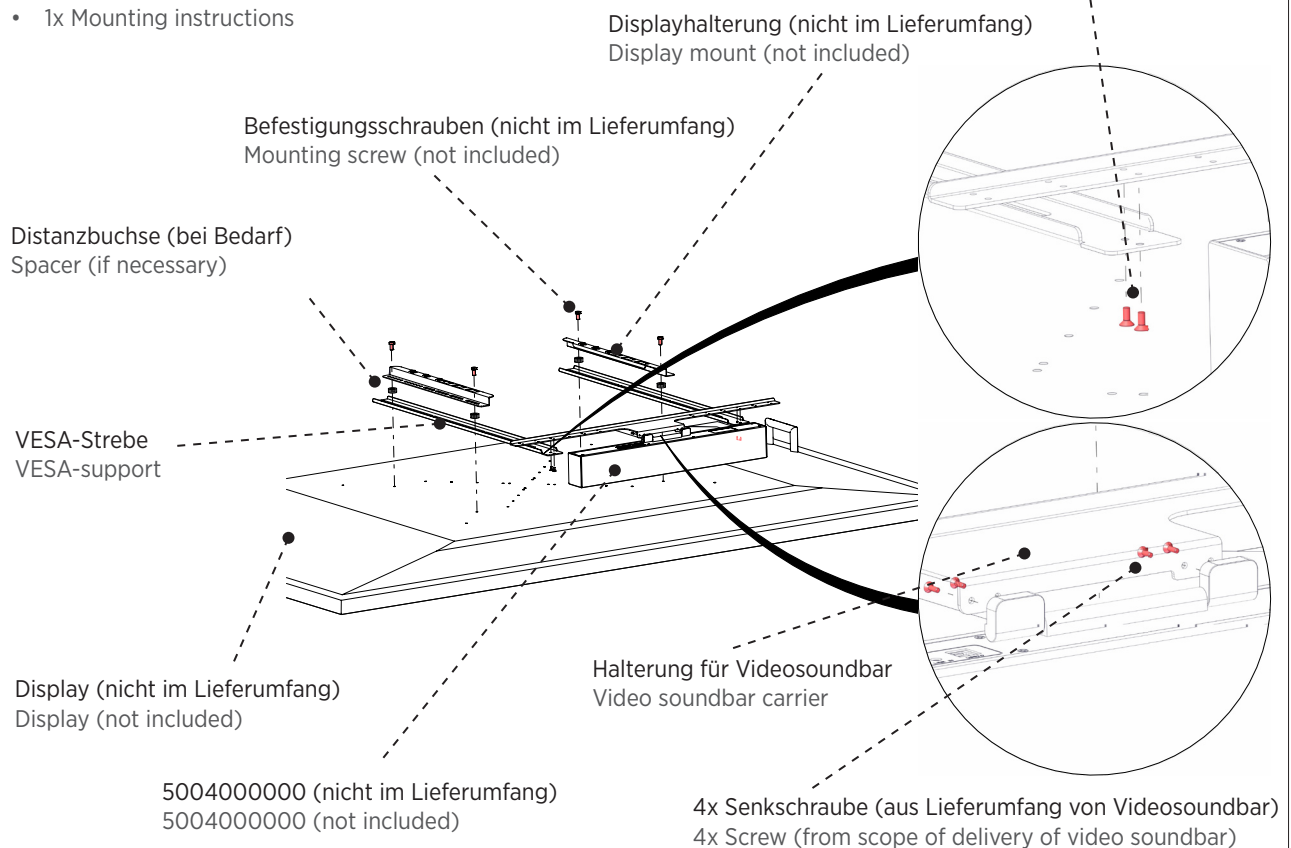 • 1x Mounting instructions
Displayhalterung (nicht im Lieferumfang)
Display mount (not included)
Befestigungsschrauben (nicht im Lieferumfang)
Mounting screw (not included)
Distanzbuchse (bei Bedarf)
Spacer (if necessary)
VESA-Strebe
VESA-support
Halterung für Videosoundbar
Video soundbar carrier
Display (nicht im Lieferumfang)
Display (not included)
5004000000 (nicht im Lieferumfang)
5004000000 (not included)
4x Senkschraube (aus Lieferumfang von Videosoundbar)
4x Screw (from scope of delivery of video soundbar)